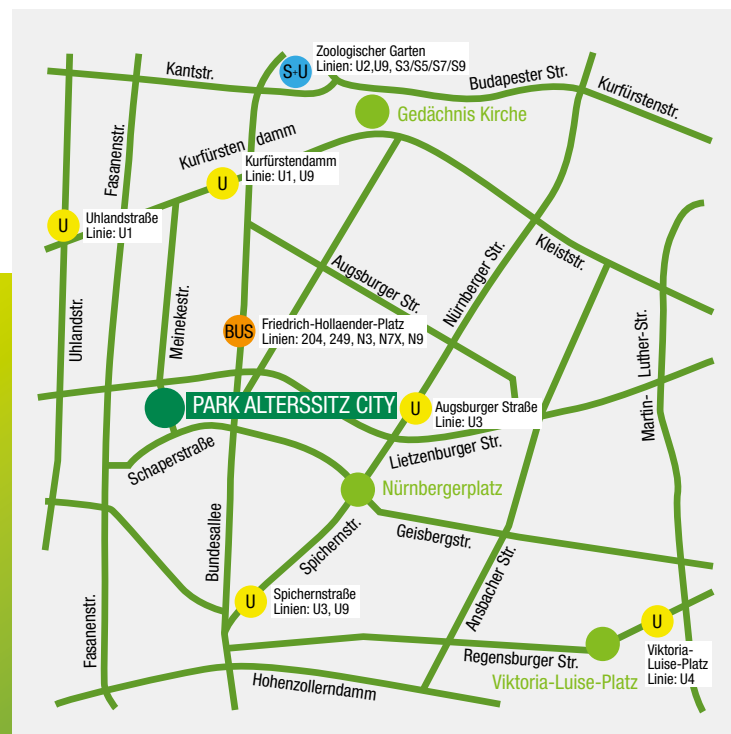 Zoologischer Garten
Linien: U2,U9, S3/S5/S7/S9
S+U
Kantstr.
Budapester Str.
Kurfürstenstr.
Gedächnis Kirche
Fasanenstr.
Kurfürsten damm
Kurfürstendamm
Linie: U1, U9
U
Uhlandstraße
Linie: U1
U
Augsburger Str.
Nürnberger Str.
Kleiststr.
Uhlandstr.
Meinekestr.
BUS
Friedrich-Hollaender-Platz
Linien: 204, 249, N3, N7X, N9
Martin- Luther-Str.
PARK ALTERSSITZ CITY
U
Augsburger Straße
Linie: U3
Schaperstraße
Lietzenburger Str.
Nürnbergerplatz
Bundesallee
Spichernstr.
Geisbergstr.
Ansbacher Str.
U
Spichernstraße
Linien: U3, U9
Fasanenstr.
U
Viktoria-
Luise-Platz
Linie: U4
Regensburger Str.
Viktoria-Luise-Platz
Hohenzollerndamm